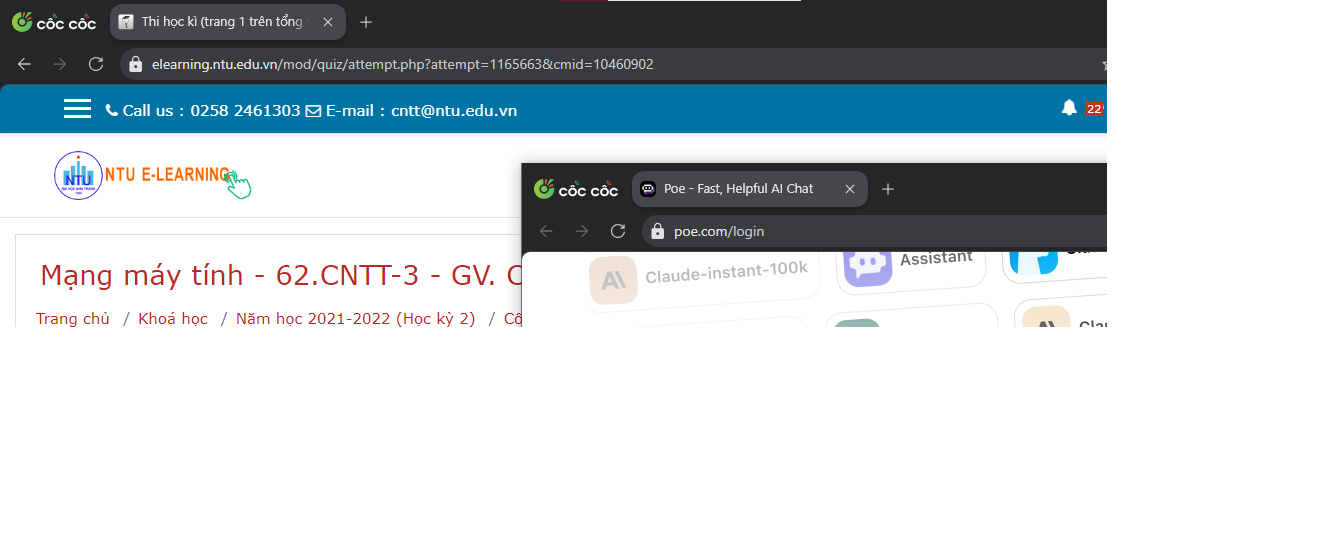 cốc cốc
Thi học kì (trang 1 trên tổng
elearning.ntu.edu.vn/mod/quiz/attempt.php?attempt=1165663&cmid=10460902
Call us : 0258 2461303 E-mail : cntt@ntu.edu.vn
22
NTU
NTU E-LEARNING
cốc cốc
Poe - Fast, Helpful AI Chat
poe.com/login
Mạng máy tính - 62.CNTT-3 - GV.
Claude-instant-100k
Assistant
Trang chủ / Khoá học / Năm học 2021-2022 (Học kỳ 2) /